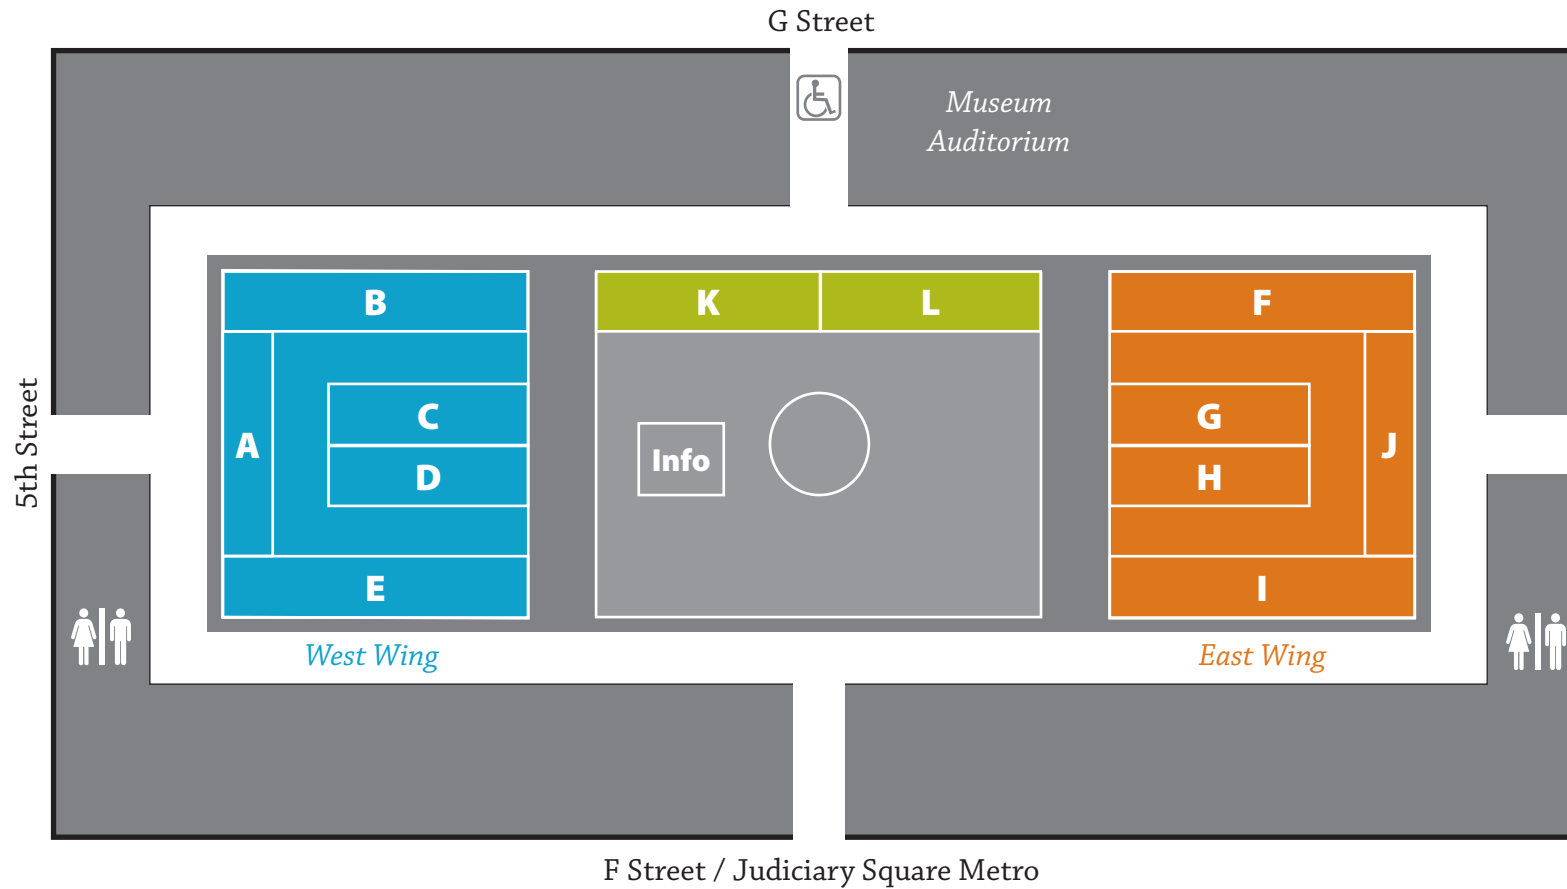 G Street
Museum
Auditorium
B
K
L
F
A
C
D
Info
G
H
J
E
I
5th Street
West Wing
East Wing
F Street / Judiciary Square Metro